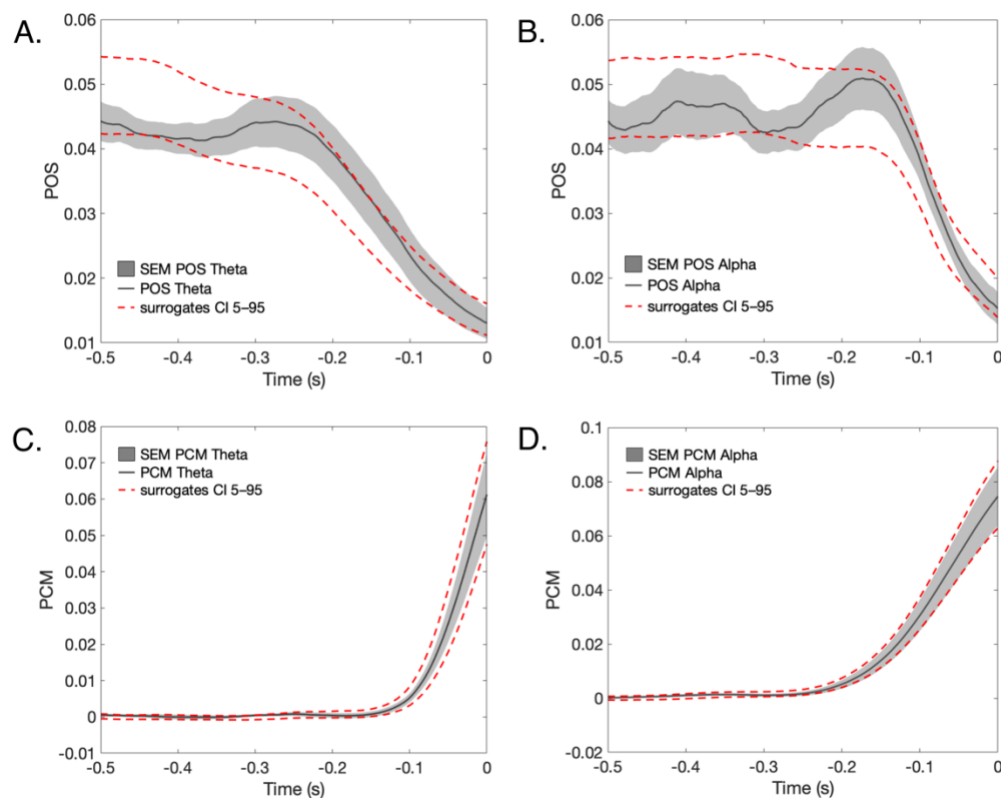 A.
0.06
0.05
0.04
0.03
0.02
0.01
POS
SEM POS Theta
POS Theta
surrogates CI 5–95
-0.5 -0.4 -0.3 -0.2 -0.1 0
Time (s)
B.
0.06
0.05
0.04
0.03
0.02
0.01
POS
SEM POS Alpha
POS Alpha
surrogates CI 5–95
-0.5 -0.4 -0.3 -0.2 -0.1 0
Time (s)
C.
0.08
0.07
0.06
0.05
0.04
0.03
0.02
0.01
0
-0.01
PCM
SEM PCM Theta
PCM Theta
surrogates CI 5–95
-0.5 -0.4 -0.3 -0.2 -0.1 0
Time (s)
D.
0.1
0.08
0.06
0.04
0.02
0
-0.02
PCM
SEM PCM Alpha
PCM Alpha
surrogates CI 5–95
-0.5 -0.4 -0.3 -0.2 -0.1 0
Time (s)